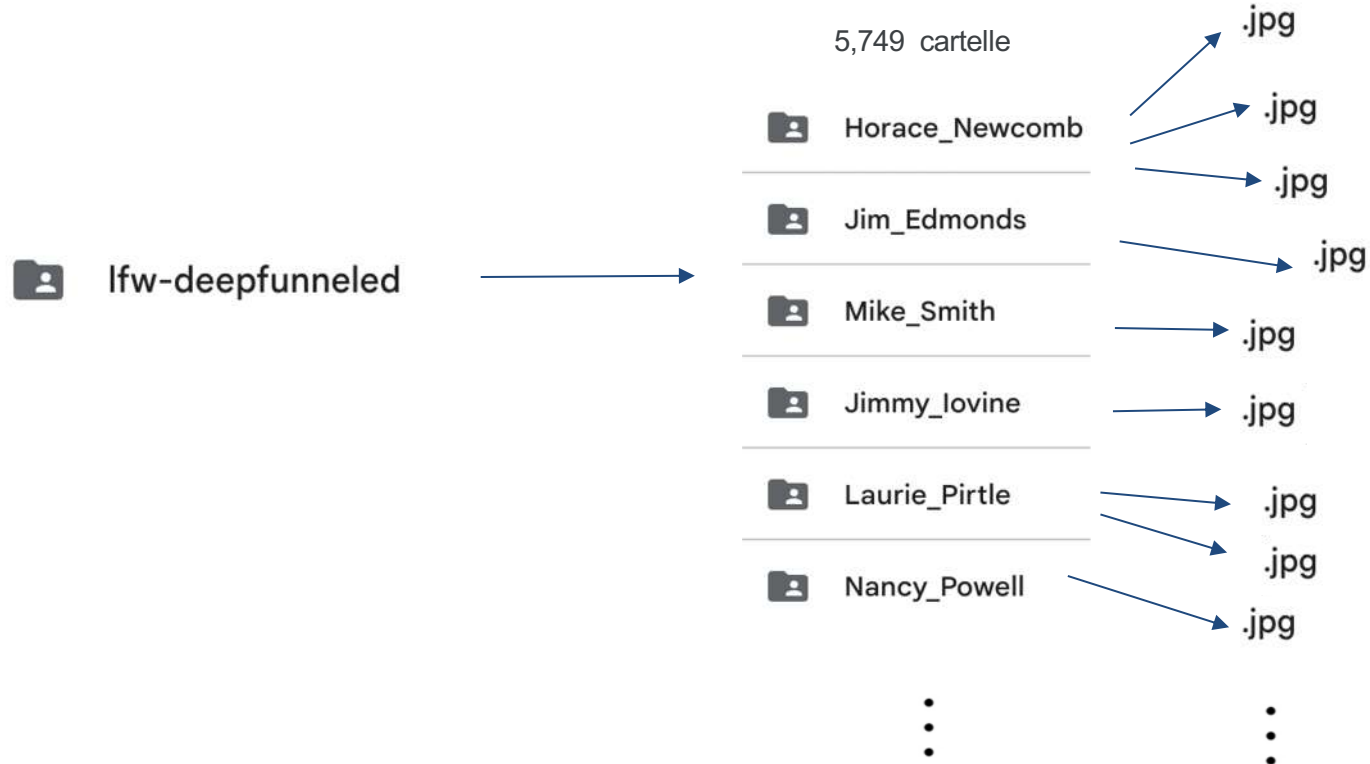 5,749 cartelle
.jpg
.jpg
Horace_Newcomb
.jpg
Jim_Edmonds
.jpg
lfw-deepfunneled
Mike_Smith
.jpg
Jimmy_Iovine
.jpg
Laurie_Pirtle
.jpg
.jpg
Nancy_Powell
.jpg